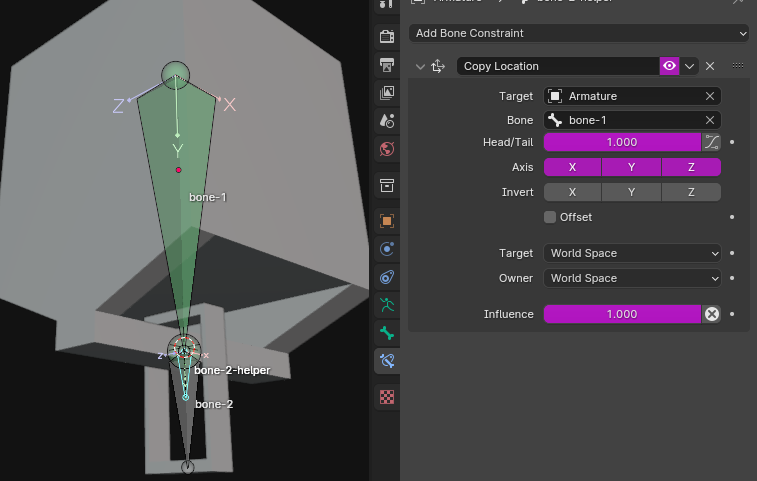 Armature
bone-2-helper
Add Bone Constraint
Copy Location
Target
Armature
Bone
bone-1
Head/Tail
1.000
Axis
X
Y
Z
Invert
X
Y
Z
Offset
Target
World Space
Owner
World Space
Influence
1.000
Z
X
Y
bone-1
Z
X
bone-2-helper
bone-2